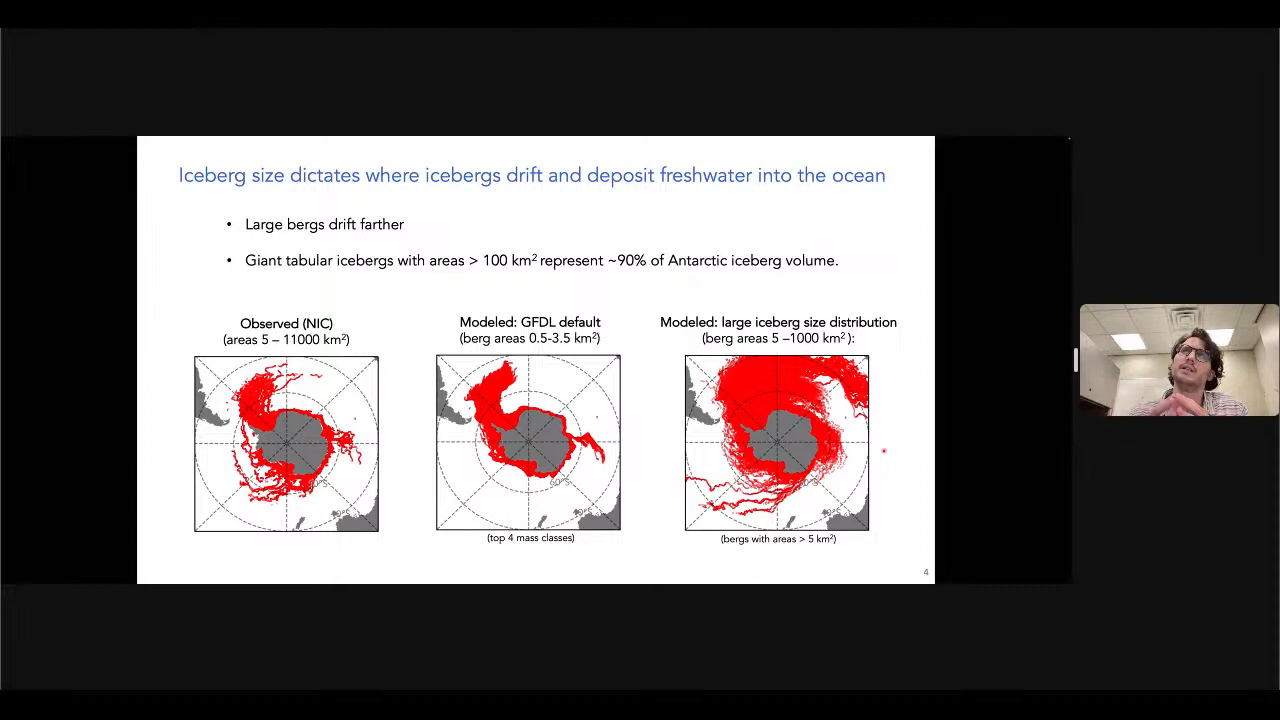 Iceberg size dictates where icebergs drift and deposit freshwater into the ocean
• Large bergs drift farther
• Giant tabular icebergs with areas > 100 km² represent ~90% of Antarctic iceberg volume.
Observed (NIC)
(areas 5 – 11000 km²)
Modeled: GFDL default
(berg areas 0.5-3.5 km²)
(top 4 mass classes)
Modeled: large iceberg size distribution
(berg areas 5 –1000 km²):
(bergs with areas > 5 km²)
4